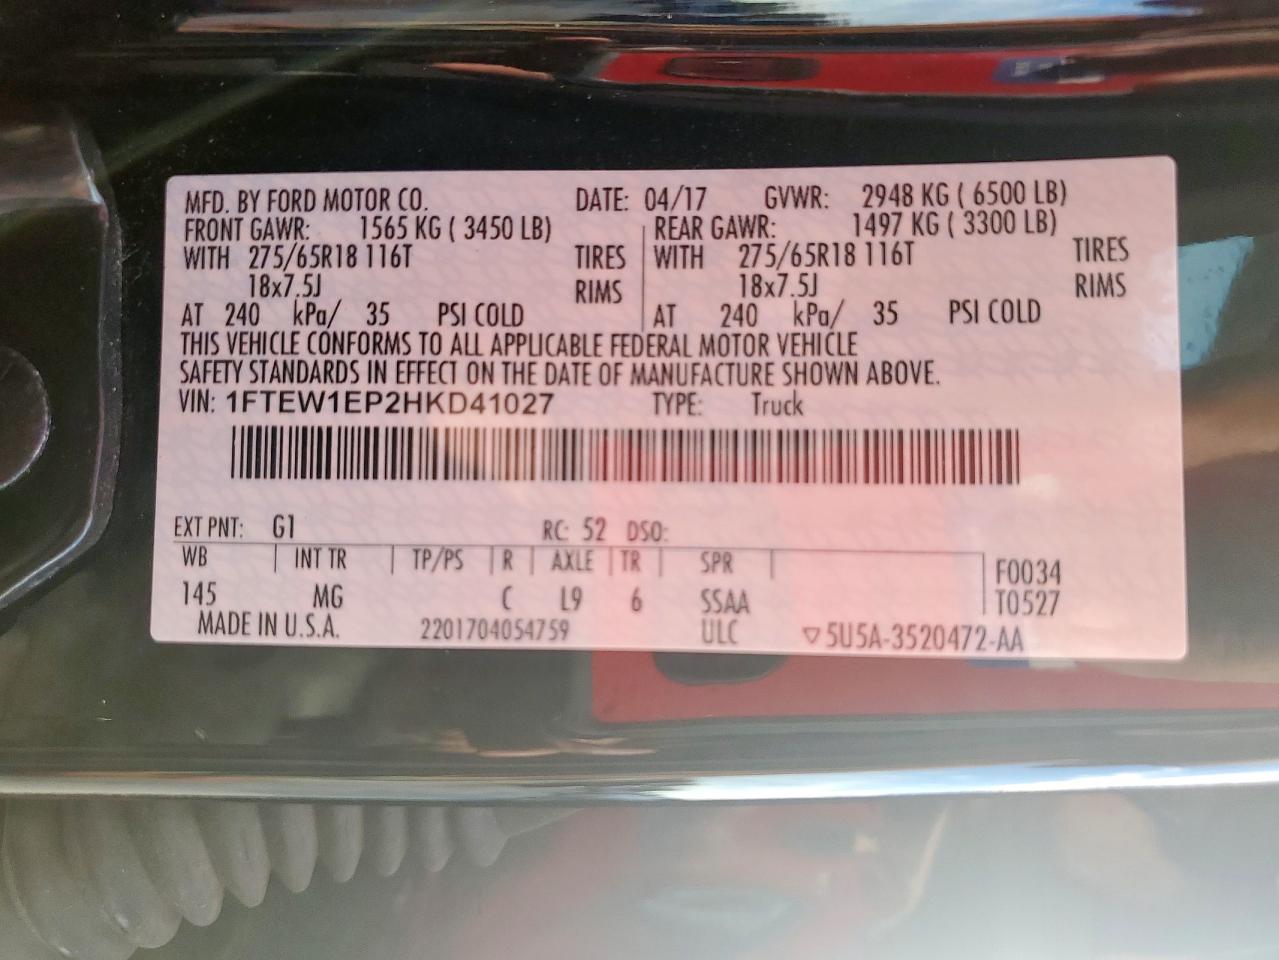 MFD. BY FORD MOTOR CO. DATE: 04/17 GVWR: 2948 KG ( 6500 LB)
FRONT GAWR: 1565 KG ( 3450 LB) REAR GAWR: 1497 KG ( 3300 LB)
WITH 275/65R18 116T TIRES WITH 275/65R18 116T TIRES
18x7.5J RIMS 18x7.5J RIMS
AT 240 kPa/ 35 PSI COLD AT 240 kPa/ 35 PSI COLD
THIS VEHICLE CONFORMS TO ALL APPLICABLE FEDERAL MOTOR VEHICLE
SAFETY STANDARDS IN EFFECT ON THE DATE OF MANUFACTURE SHOWN ABOVE.
VIN: 1FTEW1EP2HKD41027 TYPE: Truck
EXT PNT: G1 RC: 52 DSO:
WB INT TR TP/PS R AXLE TR SPR F0034
145 MG C L9 6 SSAA T0527
MADE IN U.S.A. 2201704054759 ULC ▽5U5A-3520472-AA